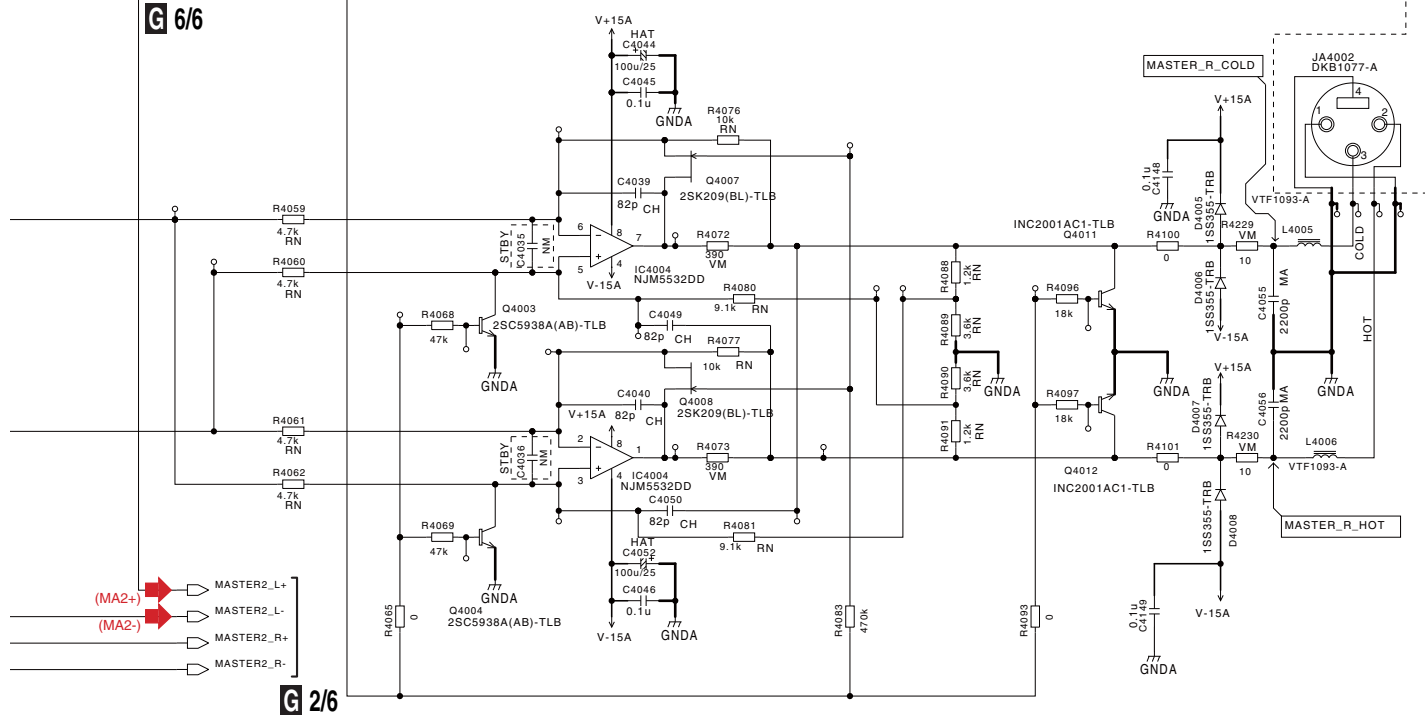 G 6/6
V+15A
HAT
C4044
+
100u/25
C4045
0.1u
GNDA
R4076
10k
RN
C4039
82p CH
Q4007
2SK209(BL)-TLB
R4059
4.7k
RN
STBY
C4035
NM
6
8
7
5
4
−
+
IC4004
NJM5532DD
V-15A
R4072
390
VM
R4060
4.7k
RN
R4068
47k
Q4003
2SC5938A(AB)-TLB
GNDA
R4080
9.1k RN
C4049
82p CH
R4077
10k RN
Q4008
2SK209(BL)-TLB
C4040
82p CH
V+15A
R4061
4.7k
RN
STBY
C4036
NM
2
8
1
3
4
−
+
IC4004
NJM5532DD
R4073
390
VM
R4062
4.7k
RN
C4050
82p CH
R4069
47k
R4081
9.1k RN
HAT
C4052
+
100u/25
C4046
0.1u
V-15A
GNDA
Q4004
2SC5938A(AB)-TLB
GNDA
R4065
0
R4083
470k
R4093
0
R4088
1.2k
RN
R4089
3.6k
RN
R4090
3.6k
RN
R4091
1.2k
RN
GNDA
INC2001AC1-TLB
Q4011
R4096
18k
R4097
18k
GNDA
Q4012
INC2001AC1-TLB
MASTER_R_COLD
V+15A
0.1u
C4148
GNDA
D4005
1SS355-TRB
R4100
0
R4229
VM
10
L4005
VTF1093-A
D4006
1SS355-TRB
V-15A
C4055
2200p MA
V+15A
D4007
1SS355-TRB
C4056
2200p MA
R4101
0
R4230
VM
10
L4006
VTF1093-A
1SS355-TRB
D4008
MASTER_R_HOT
0.1u
C4149
GNDA
V-15A
JA4002
DKB1077-A
4
1
2
3
COLD
HOT
GNDA
(MA2+)
MASTER2_L+
(MA2-)
MASTER2_L-
MASTER2_R+
MASTER2_R-
G 2/6